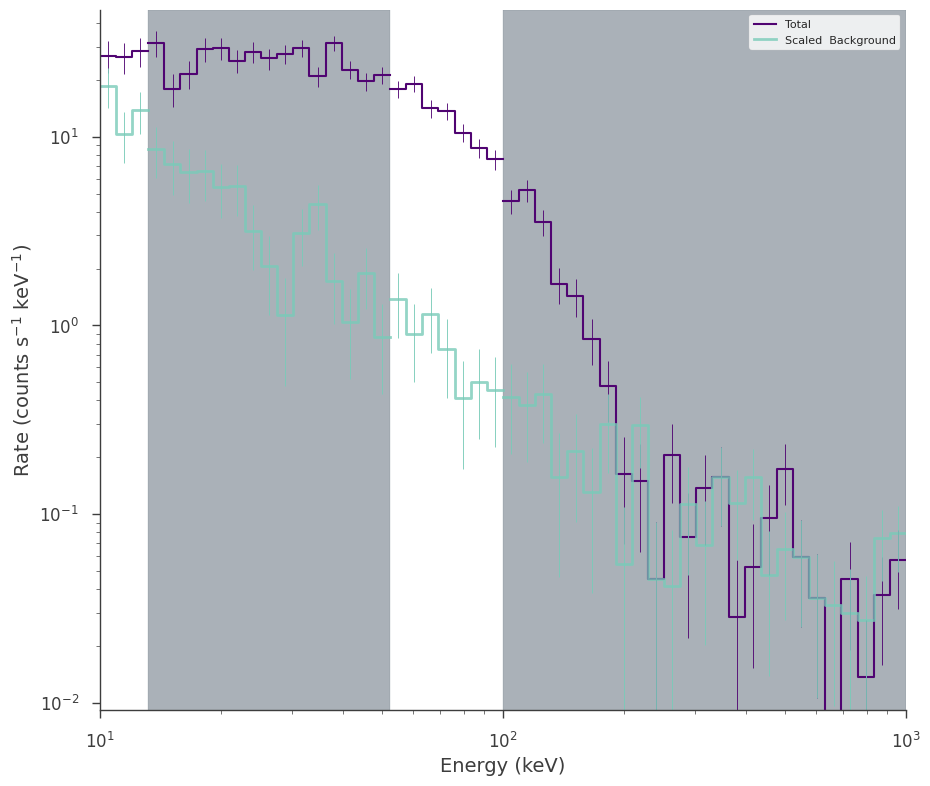 Total
Scaled Background
Rate (counts s⁻¹ keV⁻¹)
10¹
10⁰
10⁻¹
10⁻²
10¹ 10² 10³
Energy (keV)